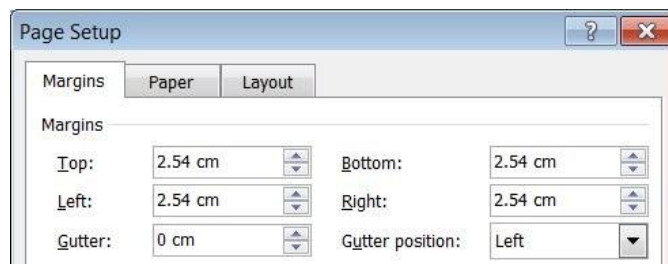 Page Setup
Margins Paper Layout
Margins
Top: 2.54 cm Bottom: 2.54 cm
Left: 2.54 cm Right: 2.54 cm
Gutter: 0 cm Gutter position: Left